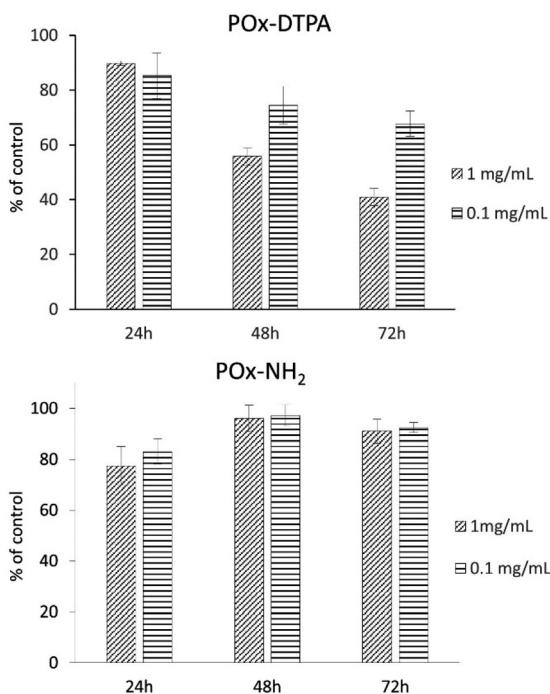 POx-DTPA
100
80
60
40
20
0
% of control
24h
48h
72h
1 mg/mL
0.1 mg/mL
POx-NH₂
100
80
60
40
20
0
% of control
24h
48h
72h
1mg/mL
0.1 mg/mL